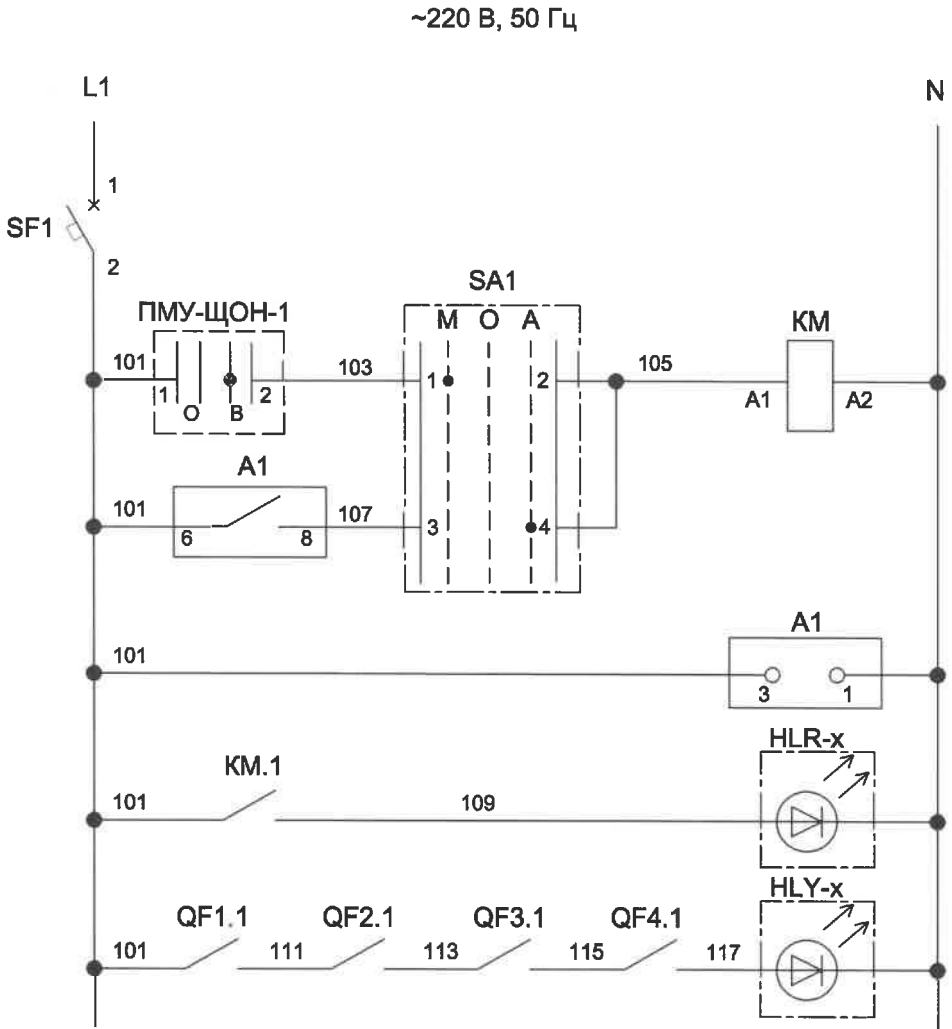 ~220 В, 50 Гц
L1 N
1
SF1
2
SA1
ПМУ-ЩОН-1 М О А КМ
101 103 105
1 О В 2 1 2 А1 А2
А1
101 107
6 8 3 4
А1
101
3 1
HLR-x
КМ.1
101 109
HLY-x
QF1.1 QF2.1 QF3.1 QF4.1
101 111 113 115 117